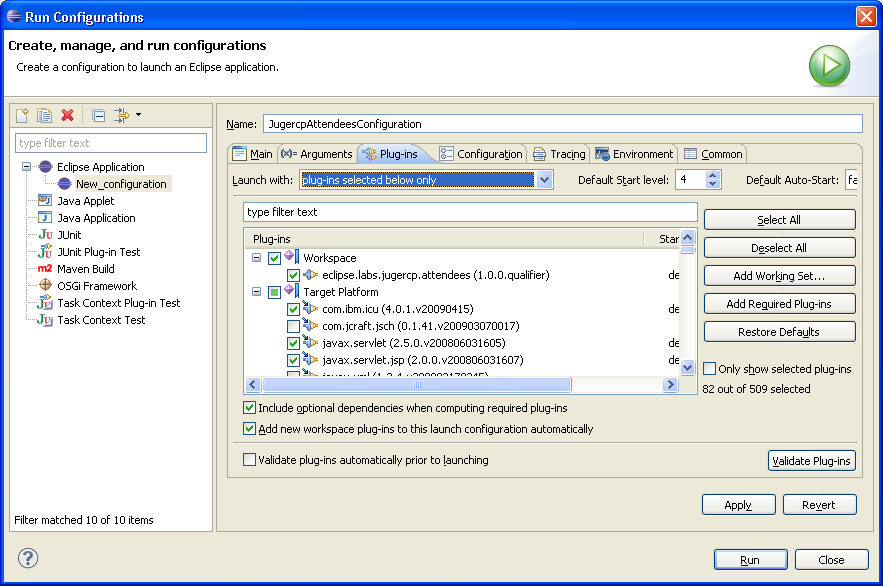 Run Configurations
Create, manage, and run configurations
Create a configuration to launch an Eclipse application.
type filter text
Eclipse Application
New_configuration
Java Applet
Java Application
JUnit
JUnit Plug-in Test
Maven Build
OSGi Framework
Task Context Plug-in Test
Task Context Test
Filter matched 10 of 10 items
Name: JugercpAttendeesConfiguration
Main Arguments Plug-ins Configuration Tracing Environment Common
Launch with: plug-ins selected below only Default Start level: 4 Default Auto-Start: fa
type filter text
Plug-ins Star
Workspace
eclipse.labs.jugercp.attendees (1.0.0.qualifier) de
Target Platform
com.ibm.icu (4.0.1.v20090415) de
com.jcraft.jsch (0.1.41.v200903070017)
javax.servlet (2.5.0.v200806031605) de
javax.servlet.jsp (2.0.0.v200806031607) de
Select All
Deselect All
Add Working Set...
Add Required Plug-ins
Restore Defaults
Only show selected plug-ins
82 out of 509 selected
Include optional dependencies when computing required plug-ins
Add new workspace plug-ins to this launch configuration automatically
Validate plug-ins automatically prior to launching
Validate Plug-ins
Apply Revert
Run Close